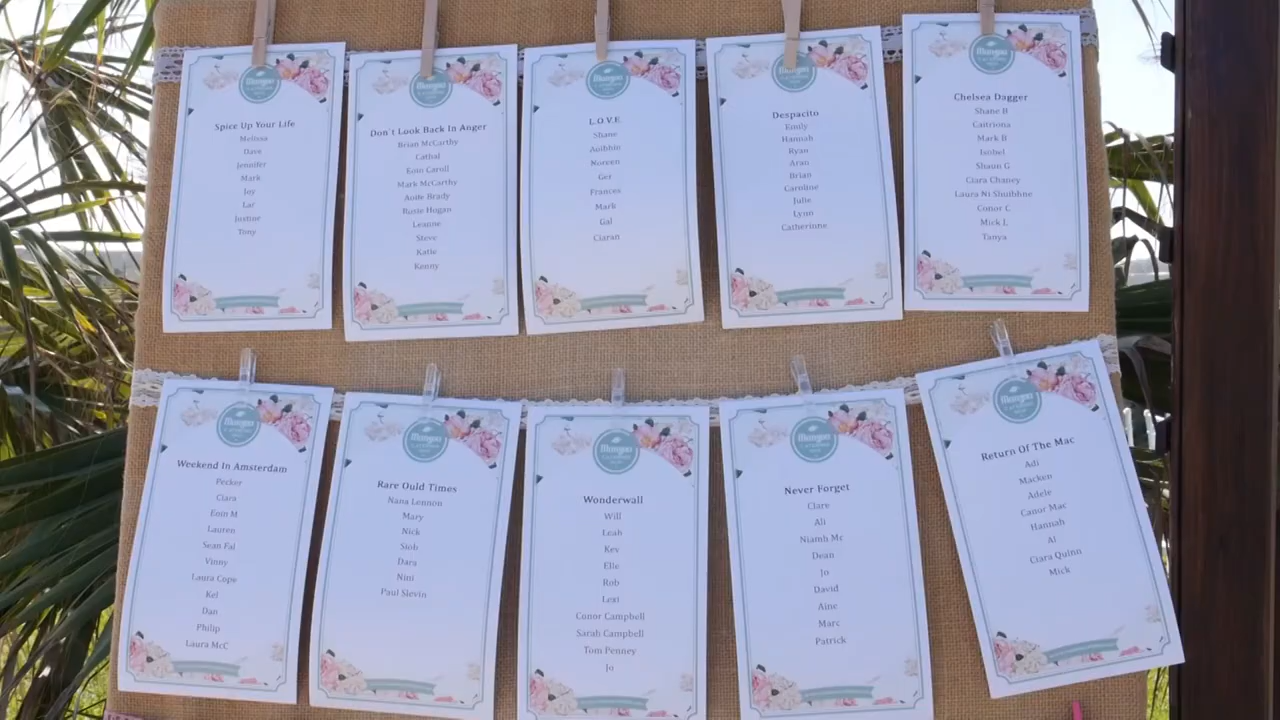 Spice Up Your Life
Melissa
Dave
Jennifer
Mark
Joy
Lar
Justine
Tony
Don't Look Back In Anger
Brian McCarthy
Cathal
Eoin Caroll
Mark McCarthy
Aoife Brady
Rosie Hogan
Leanne
Steve
Katie
Kenny
L.O.V.E
Shane
Aoibhin
Noreen
Ger
Frances
Mark
Gal
Ciaran
Despacito
Emily
Hannah
Ryan
Aran
Brian
Caroline
Julie
Lynn
Catherinne
Chelsea Dagger
Shane B
Caitriona
Mark B
Isobel
Shaun G
Ciara Chaney
Laura Ni Shuibhne
Conor C
Mick L
Tanya
Weekend In Amsterdam
Pecker
Ciara
Eoin M
Lauren
Sean Fal
Vinny
Laura Cope
Kel
Dan
Philip
Laura McC
Rare Ould Times
Nana Lennon
Mary
Nick
Siob
Dara
Nini
Paul Slevin
Wonderwall
Will
Leah
Kev
Elle
Rob
Lexi
Conor Campbell
Sarah Campbell
Tom Penney
Jo
Never Forget
Clare
Ali
Niamh Mc
Dean
Jo
David
Aine
Marc
Patrick
Return Of The Mac
Adi
Macken
Adele
Canor Mac
Hannah
Al
Ciara Quinn
Mick